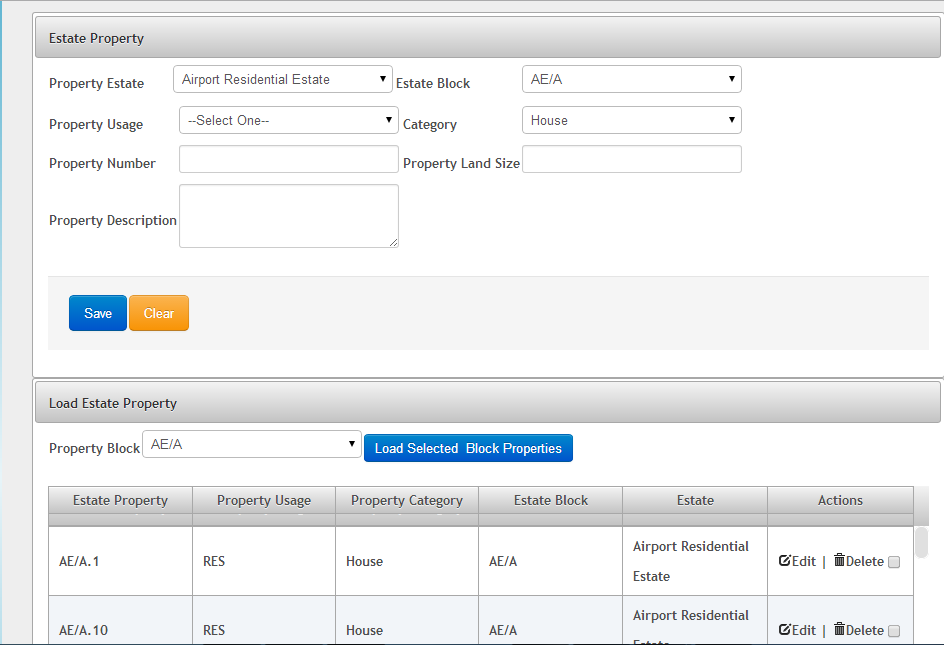 Estate Property
Property Estate Airport Residential Estate Estate Block AE/A
Property Usage --Select One-- Category House
Property Number Property Land Size
Property Description
Save Clear
Load Estate Property
Property Block AE/A Load Selected Block Properties
Estate Property Property Usage Property Category Estate Block Estate Actions
AE/A.1 RES House AE/A Airport Residential Estate Edit | Delete
AE/A.10 RES House AE/A Airport Residential Estate Edit | Delete